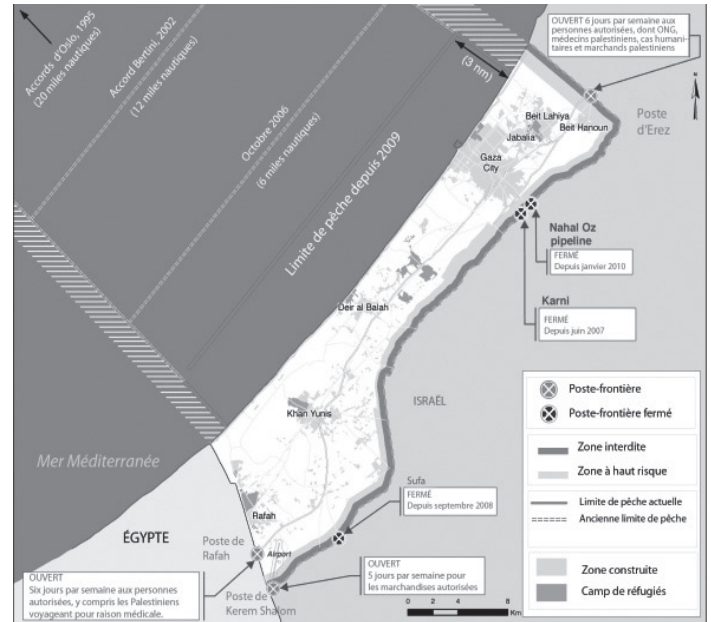 OUVERT 6 jours par semaine aux
personnes autorisées, dont ONG,
médecins palestiniens, cas humani-
taires et marchands palestiniens
Accords d'Oslo, 1995
(20 miles nautiques)
Accord Bertini, 2002
(12 miles nautiques)
Octobre 2006
(6 miles nautiques)
Limite de pêche depuis 2009
(3 nm)
N
Poste
d'Erez
Beit Lahiya
Beit Hanoun
Jabalia
Gaza
City
Nahal Oz
pipeline
FERMÉ
Depuis janvier 2010
Karni
FERMÉ
Depuis juin 2007
Deir al Balah
Khan Yunis
ISRAËL
Mer Méditerranée
Sufa
FERMÉ
Depuis septembre 2008
Rafah
ÉGYPTE
Poste de
Rafah
Airport
OUVERT
Six jours par semaine aux personnes
autorisées, y compris les Palestiniens
voyageant pour raison médicale.
Poste de
Kerem Shalom
OUVERT
5 jours par semaine pour
les marchandises autorisées
Poste-frontière
Poste-frontière fermé
Zone interdite
Zone à haut risque
Limite de pêche actuelle
Ancienne limite de pêche
Zone construite
Camp de réfugiés
0 2 4 8
Km